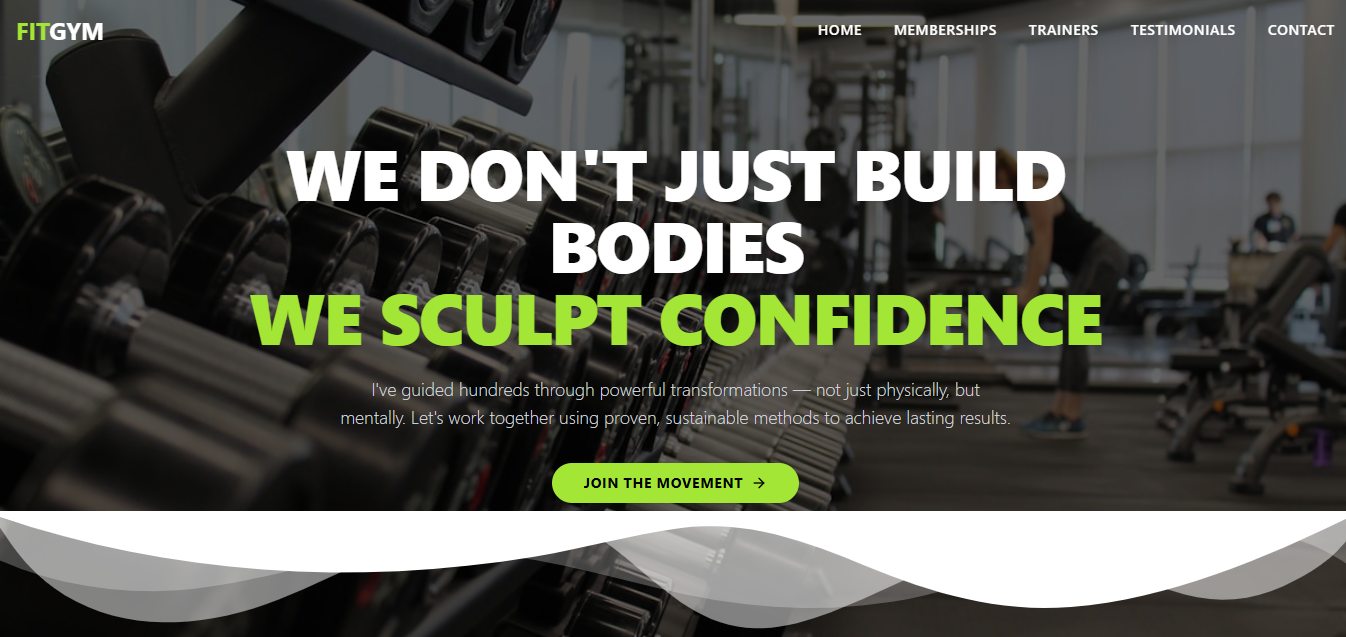 FITGYM
HOME MEMBERSHIPS TRAINERS TESTIMONIALS CONTACT
WE DON'T JUST BUILD
BODIES
WE SCULPT CONFIDENCE
I've guided hundreds through powerful transformations — not just physically, but
mentally. Let's work together using proven, sustainable methods to achieve lasting results.
JOIN THE MOVEMENT →